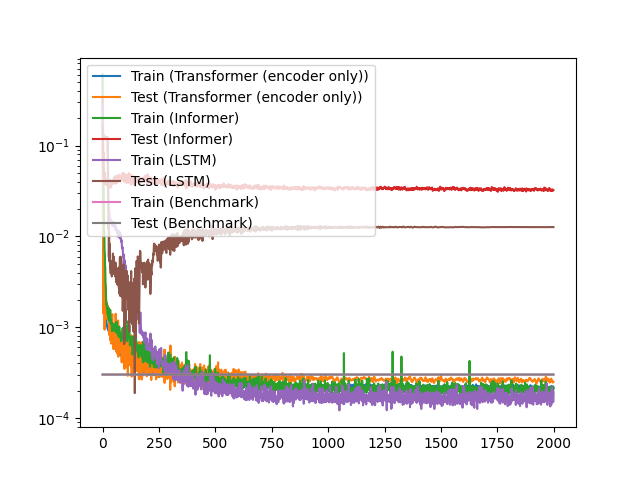 Train (Transformer (encoder only))
Test (Transformer (encoder only))
Train (Informer)
Test (Informer)
Train (LSTM)
Test (LSTM)
Train (Benchmark)
Test (Benchmark)
10⁻¹
10⁻²
10⁻³
10⁻⁴
0 250 500 750 1000 1250 1500 1750 2000